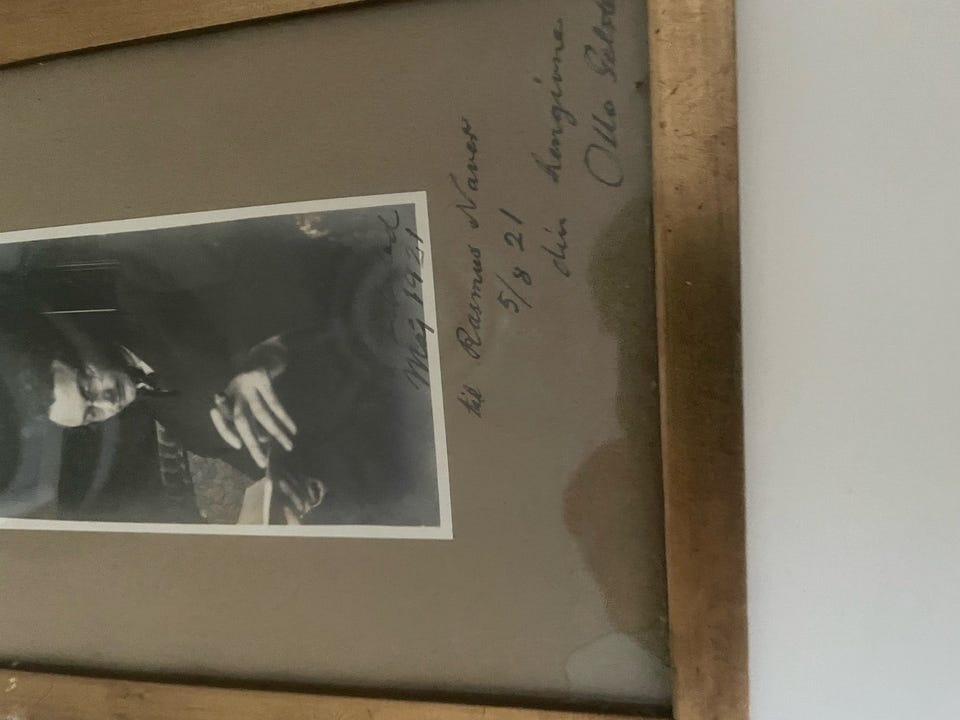 Maj 1921
til Rasmus Naver
5/8 21
din hengivne
Otto